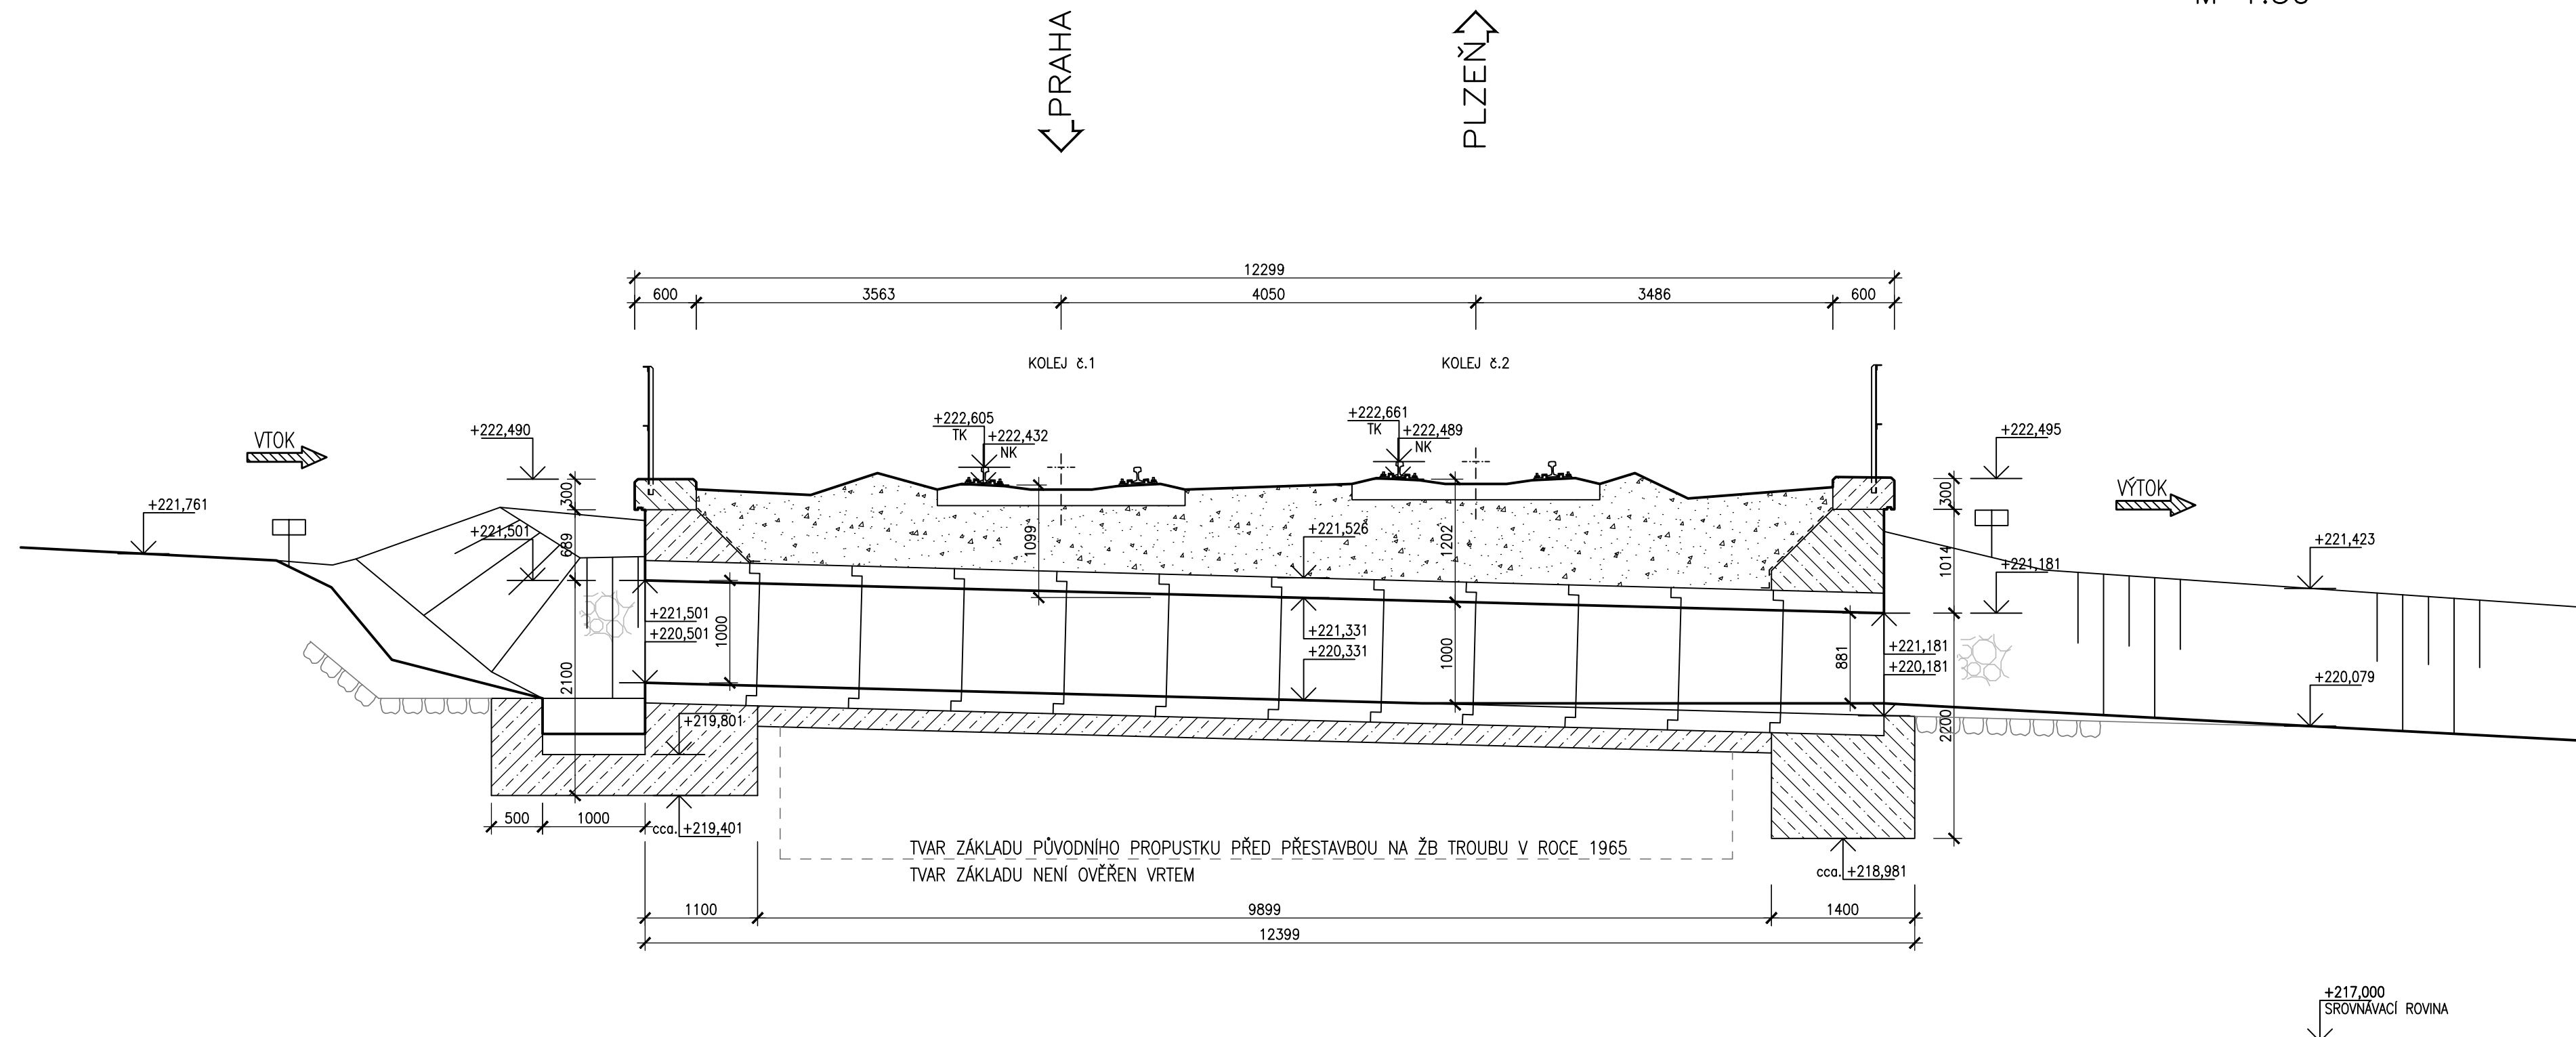 PRAHA
PLZEŇ
12299
600
3563
4050
3486
600
KOLEJ č.1
KOLEJ č.2
+222,605
TK
+222,432
NK
+222,661
TK
+222,489
NK
+222,490
+222,495
VTOK
VÝTOK
+221,761
300
689
+221,501
1099
+221,526
1202
300
1014
+221,181
+221,423
+221,501
+220,501
1000
+221,331
+220,331
1000
881
+221,181
+220,181
+220,079
2100
2200
+219,801
500
1000
cca. +219,401
TVAR ZÁKLADU PŮVODNÍHO PROPUSTKU PŘED PŘESTAVBOU NA ŽB TROUBU V ROCE 1965
TVAR ZÁKLADU NENÍ OVĚŘEN VRTEM
cca. +218,981
1100
9899
1400
12399
+217,000
SROVNÁVACÍ ROVINA